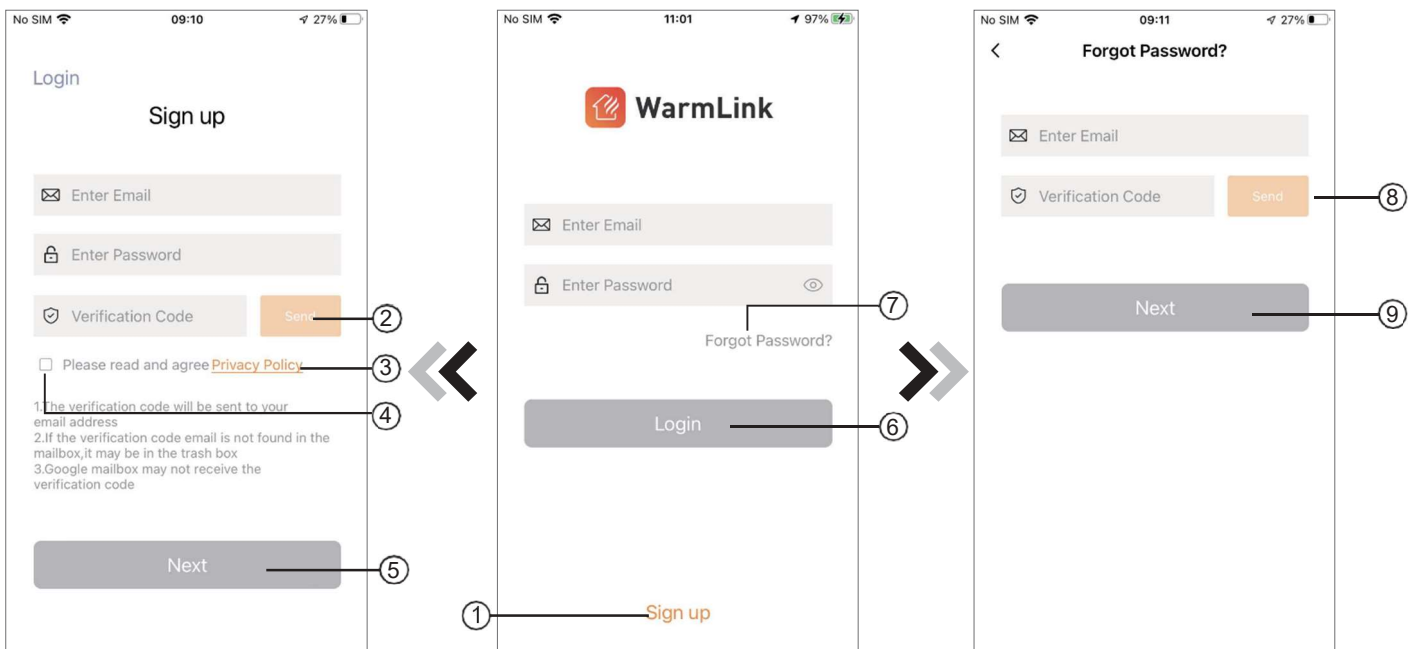 No SIM 09:10 27%
Login
Sign up
Enter Email
Enter Password
Verification Code Send
②
Please read and agree Privacy Policy
③
④
1.The verification code will be sent to your
email address
2.If the verification code email is not found in the
mailbox,it may be in the trash box
3.Google mailbox may not receive the
verification code
Next
⑤
No SIM 11:01 97%
WarmLink
Enter Email
Enter Password
⑦
Forgot Password?
Login
⑥
①
Sign up
No SIM 09:11 27%
Forgot Password?
Enter Email
Verification Code Send
⑧
Next
⑨